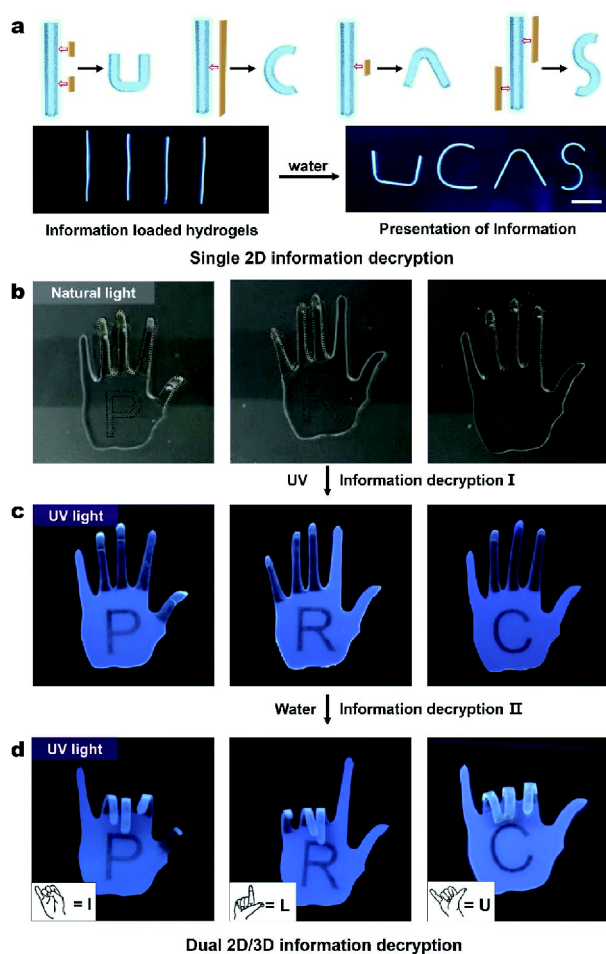 a
water
U C A S
Information loaded hydrogels
Presentation of Information
Single 2D information decryption
b
Natural light
P
R
UV
Information decryption I
c
UV light
P
R
C
Water
Information decryption II
d
UV light
P
R
C
= I
= L
= U
Dual 2D/3D information decryption